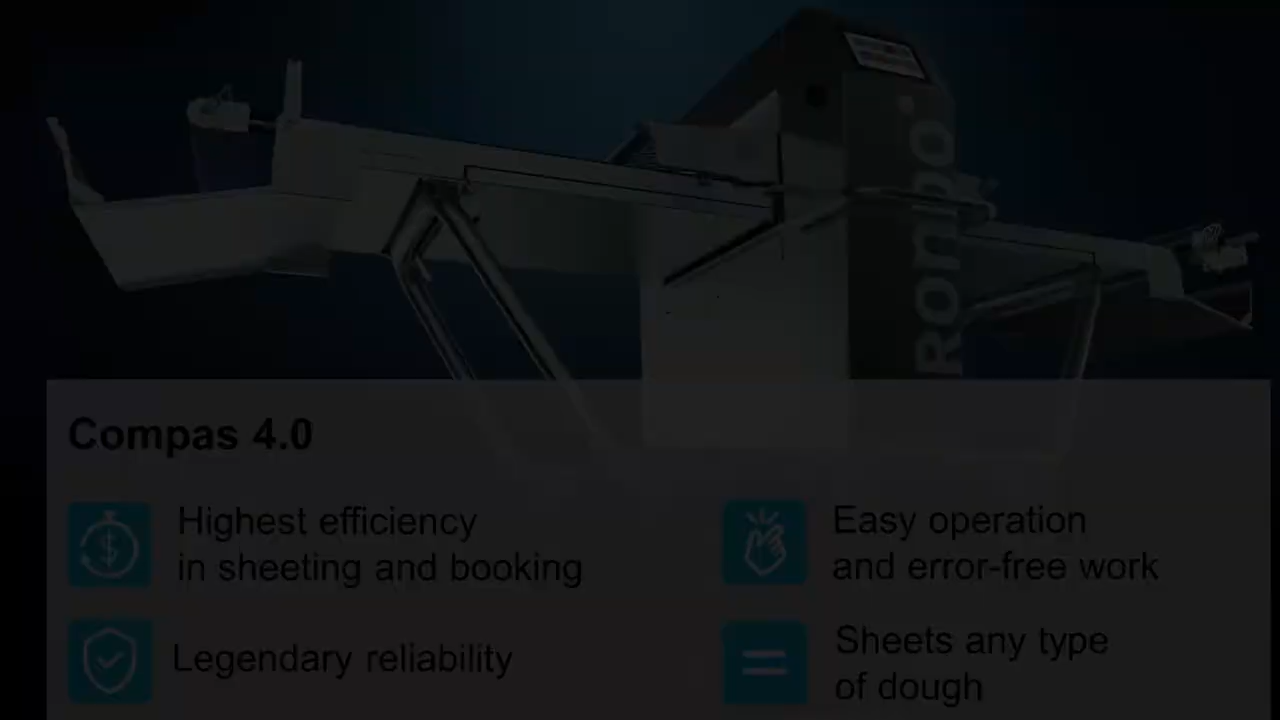 Rondo
Compas 4.0
Highest efficiency
in sheeting and booking
Easy operation
and error-free work
Legendary reliability
Sheets any type
of dough